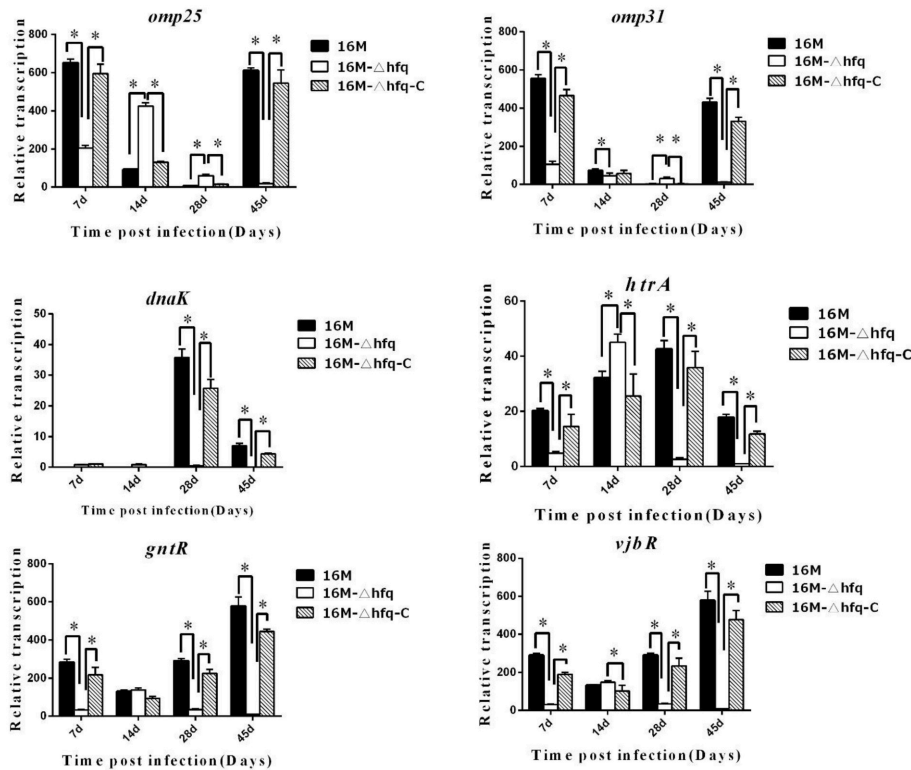 omp25
Relative transcription
800
600
400
200
0
* * * * * * * *
7d 14d 28d 45d
Time post infection(Days)
16M
16M-△hfq
16M-△hfq-C
omp31
Relative transcription
800
600
400
200
0
* * * * * * *
7d 14d 28d 45d
Time post infection(Days)
16M
16M-△hfq
16M-△hfq-C
dnaK
Relative transcription
50
40
30
20
10
0
* * * *
7d 14d 28d 45d
Time post infection(Days)
16M
16M-△hfq
16M-△hfq-C
htrA
Relative transcription
60
40
20
0
* * * * * * * *
7d 14d 28d 45d
Time post infection(Days)
16M
16M-△hfq
16M-△hfq-C
gntR
Relative transcription
800
600
400
200
0
* * * * * *
7d 14d 28d 45d
Time post infection(Days)
16M
16M-△hfq
16M-△hfq-C
vjbR
Relative transcription
800
600
400
200
0
* * * * * * *
7d 14d 28d 45d
Time post infection(Days)
16M
16M-△hfq
16M-△hfq-C